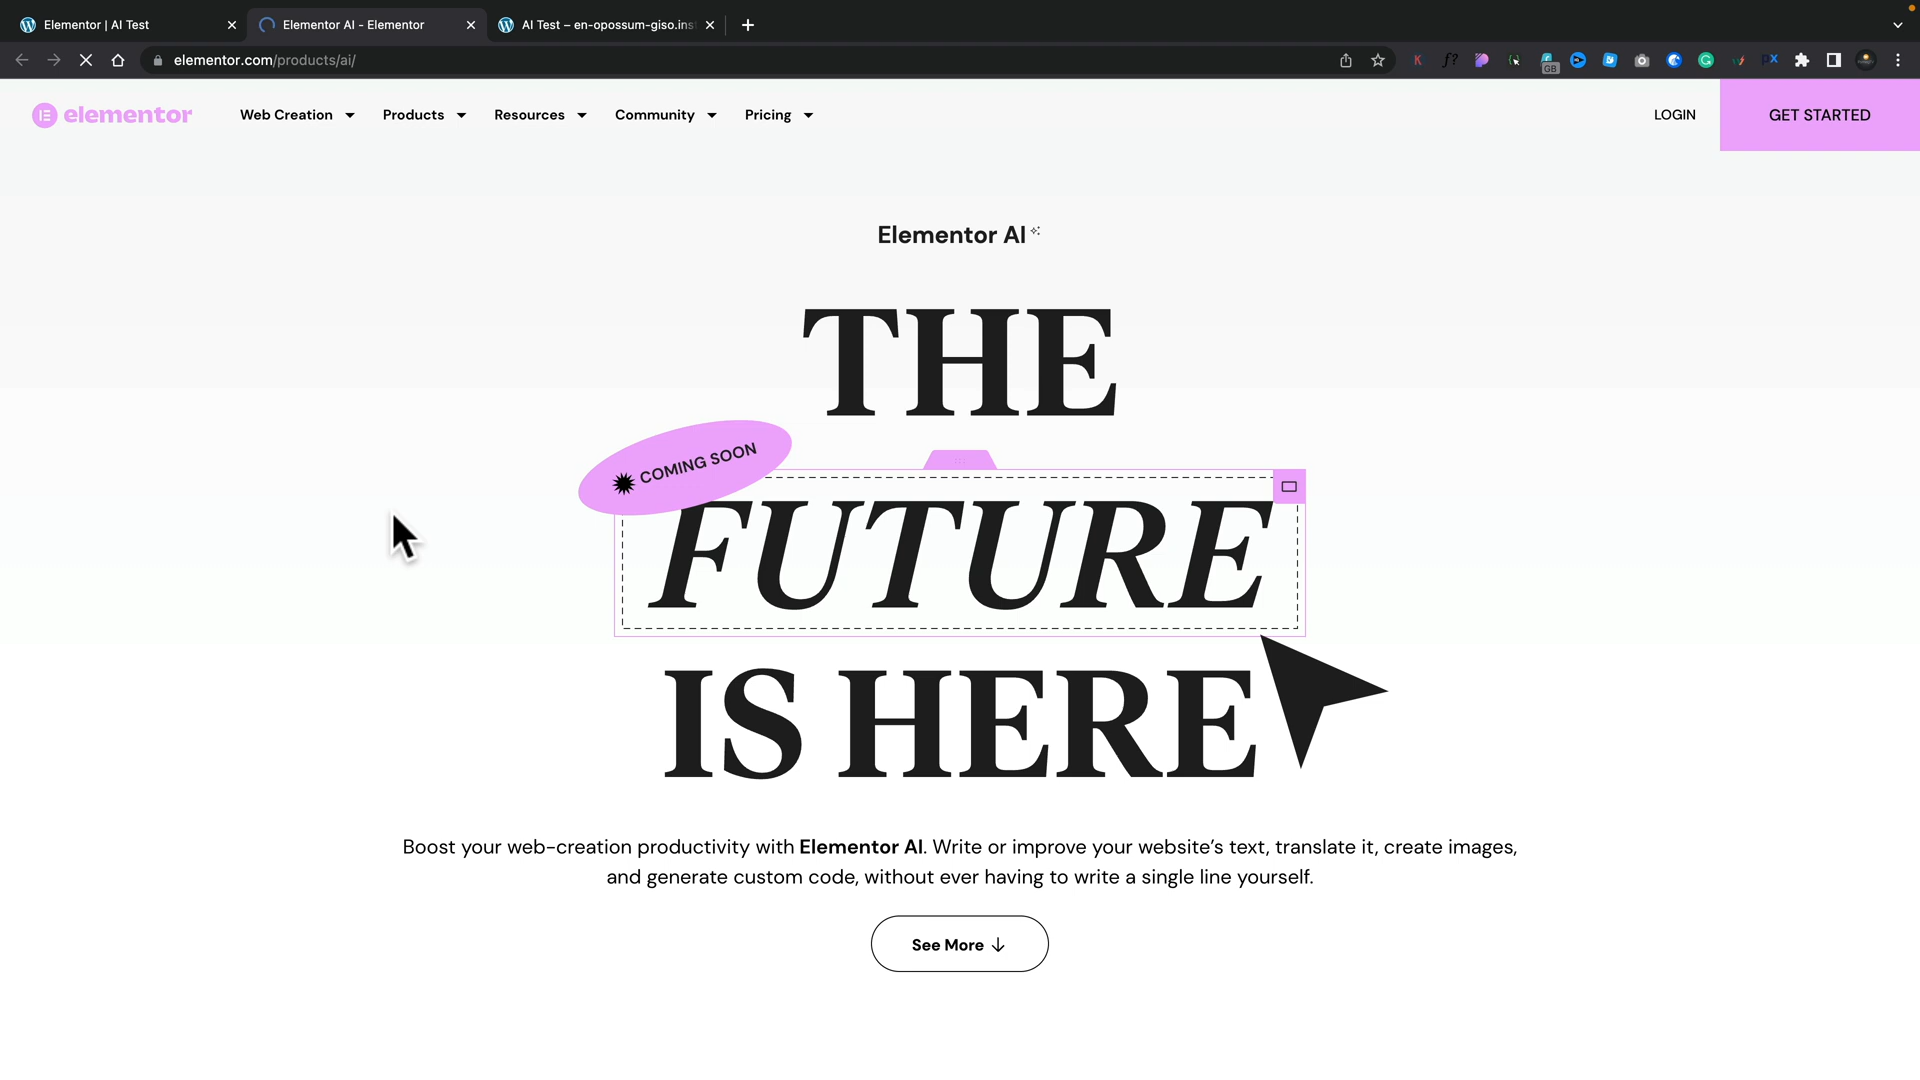 Elementor | AI Test
Elementor AI - Elementor
AI Test – en-opossum-giso.ins
elementor.com/products/ai/
GB
elementor
Web Creation
Products
Resources
Community
Pricing
LOGIN
GET STARTED
Elementor AI
THE
COMING SOON
FUTURE
IS HERE
Boost your web-creation productivity with Elementor AI. Write or improve your website’s text, translate it, create images,
and generate custom code, without ever having to write a single line yourself.
See More